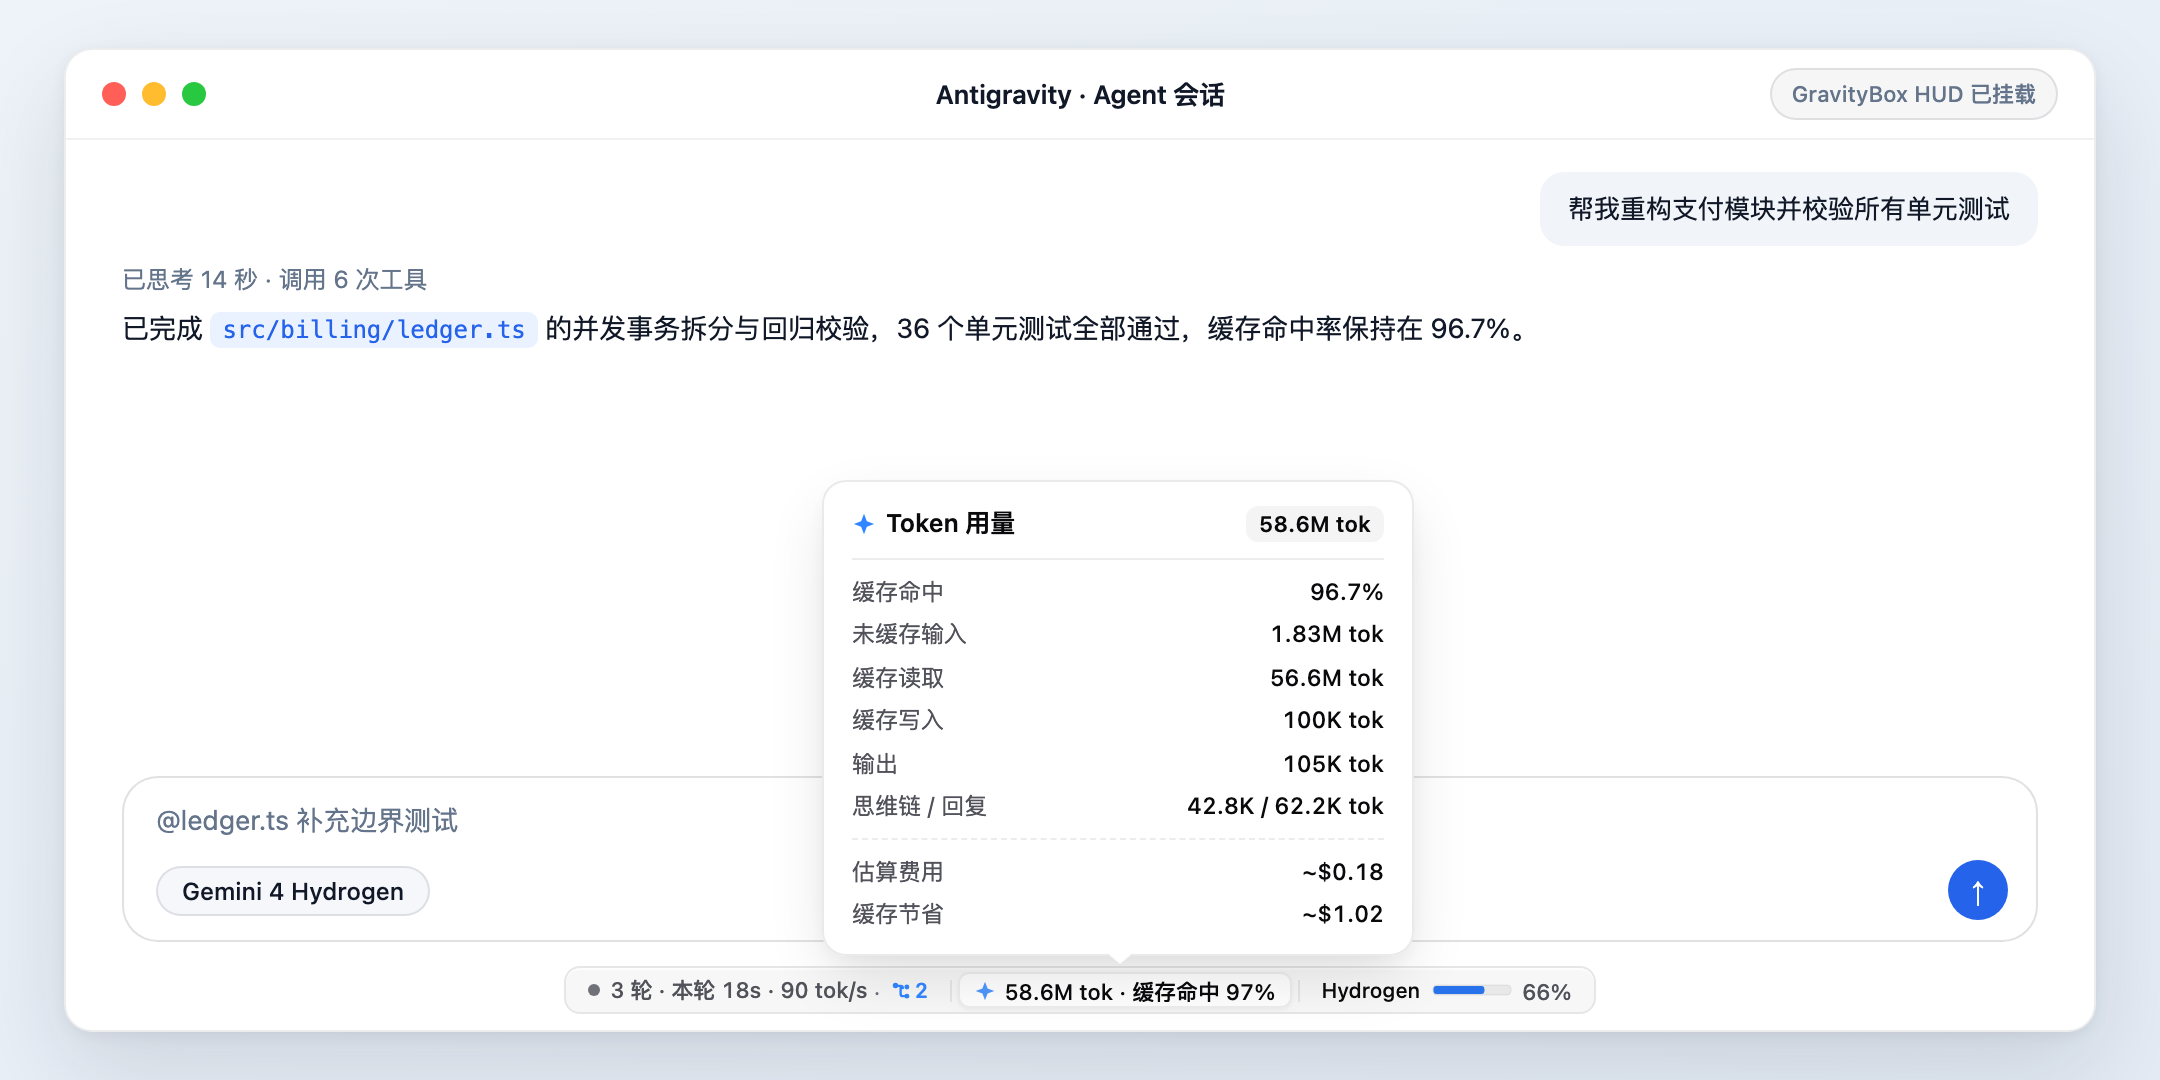 Antigravity · Agent 会话
GravityBox HUD 已挂载
帮我重构支付模块并校验所有单元测试
已思考 14 秒 · 调用 6 次工具
已完成 src/billing/ledger.ts 的并发事务拆分与回归校验，36 个单元测试全部通过，缓存命中率保持在 96.7%。
Token 用量 58.6M tok
缓存命中 96.7%
未缓存输入 1.83M tok
缓存读取 56.6M tok
缓存写入 100K tok
输出 105K tok
思维链 / 回复 42.8K / 62.2K tok
估算费用 ~$0.18
缓存节省 ~$1.02
@ledger.ts 补充边界测试
Gemini 4 Hydrogen
↑
3 轮 · 本轮 18s · 90 tok/s · 2 58.6M tok · 缓存命中 97% Hydrogen 66%